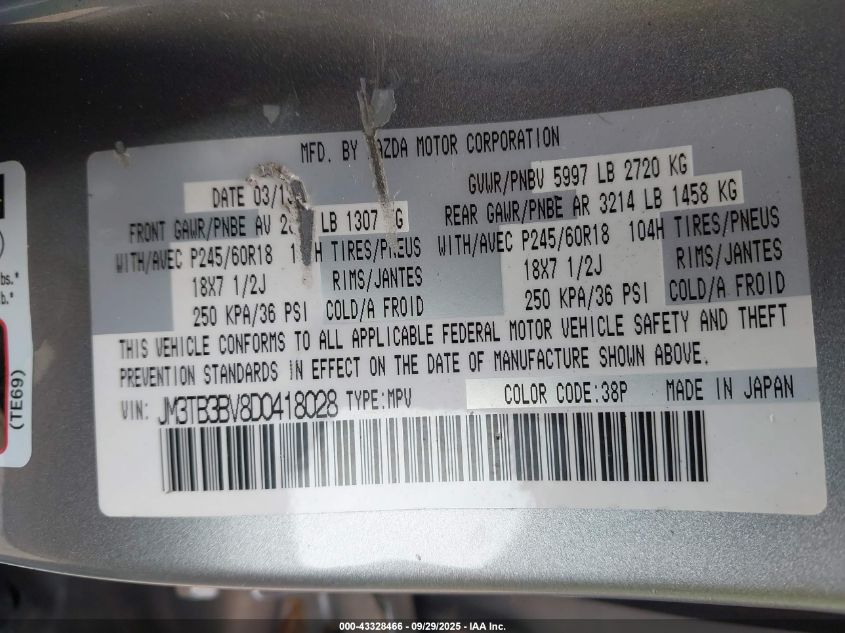 MFD. BY MAZDA MOTOR CORPORATION
DATE 03/13
GVWR/PNBV 5997 LB 2720 KG
FRONT GAWR/PNBE AV LB 1307 KG
REAR GAWR/PNBE AR 3214 LB 1458 KG
WITH/AVEC P245/60R18 TIRES/PNEUS
WITH/AVEC P245/60R18 104H TIRES/PNEUS
18X7 1/2J RIMS/JANTES
18X7 1/2J RIMS/JANTES
250 KPA/36 PSI COLD/A FROID
250 KPA/36 PSI COLD/A FROID
THIS VEHICLE CONFORMS TO ALL APPLICABLE FEDERAL MOTOR VEHICLE SAFETY AND THEFT
PREVENTION STANDARDS IN EFFECT ON THE DATE OF MANUFACTURE SHOWN ABOVE.
VIN: JM3TB3BV8D0418028 TYPE:MPV
COLOR CODE:38P MADE IN JAPAN
lbs.*
b.*
(TE69)
000-43328466 - 09/29/2025 - IAA Inc.